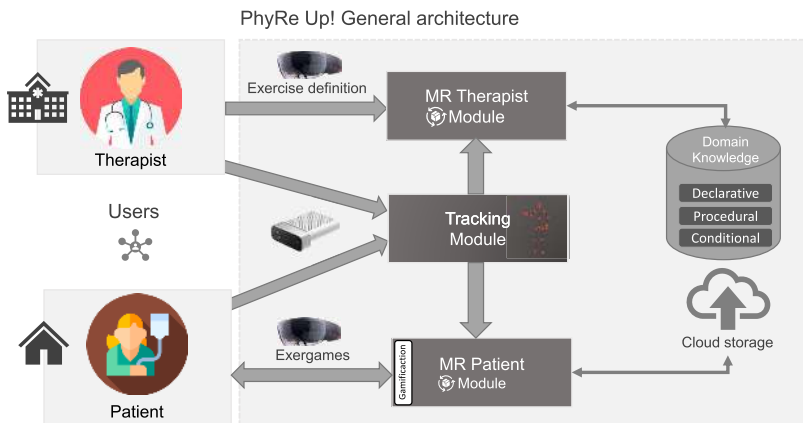 PhyRe Up! General architecture
Exercise definition
MR Therapist
Module
Therapist
Domain
Knowledge
Declarative
Procedural
Conditional
Users
Tracking
Module
Cloud storage
Exergames
Gamificaction
MR Patient
Module
Patient